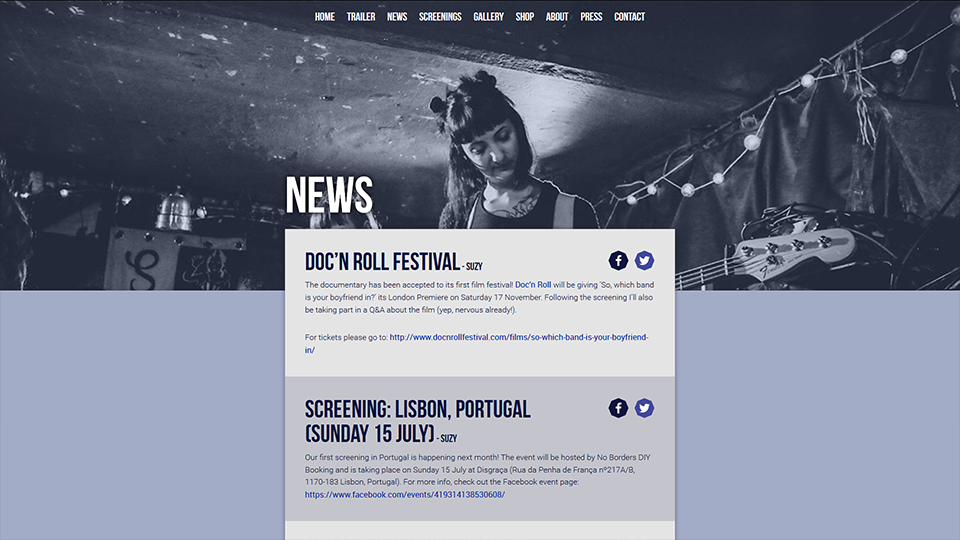 HOME TRAILER NEWS SCREENINGS GALLERY SHOP ABOUT PRESS CONTACT
NEWS
DOC'N ROLL FESTIVAL - SUZY
The documentary has been accepted to its first film festival! Doc'n Roll will be giving 'So, which band
is your boyfriend in?' its London Premiere on Saturday 17 November. Following the screening I'll also
be taking part in a Q&A about the film (yep, nervous already!).
For tickets please go to: http://www.docnrollfestival.com/films/so-which-band-is-your-boyfriend-
in/
SCREENING: LISBON, PORTUGAL
(SUNDAY 15 JULY) - SUZY
Our first screening in Portugal is happening next month! The event will be hosted by No Borders DIY
Booking and is taking place on Sunday 15 July at Disgraça (Rua da Penha de França nº217A/B,
1170-183 Lisbon, Portugal). For more info, check out the Facebook event page:
https://www.facebook.com/events/419314138530608/